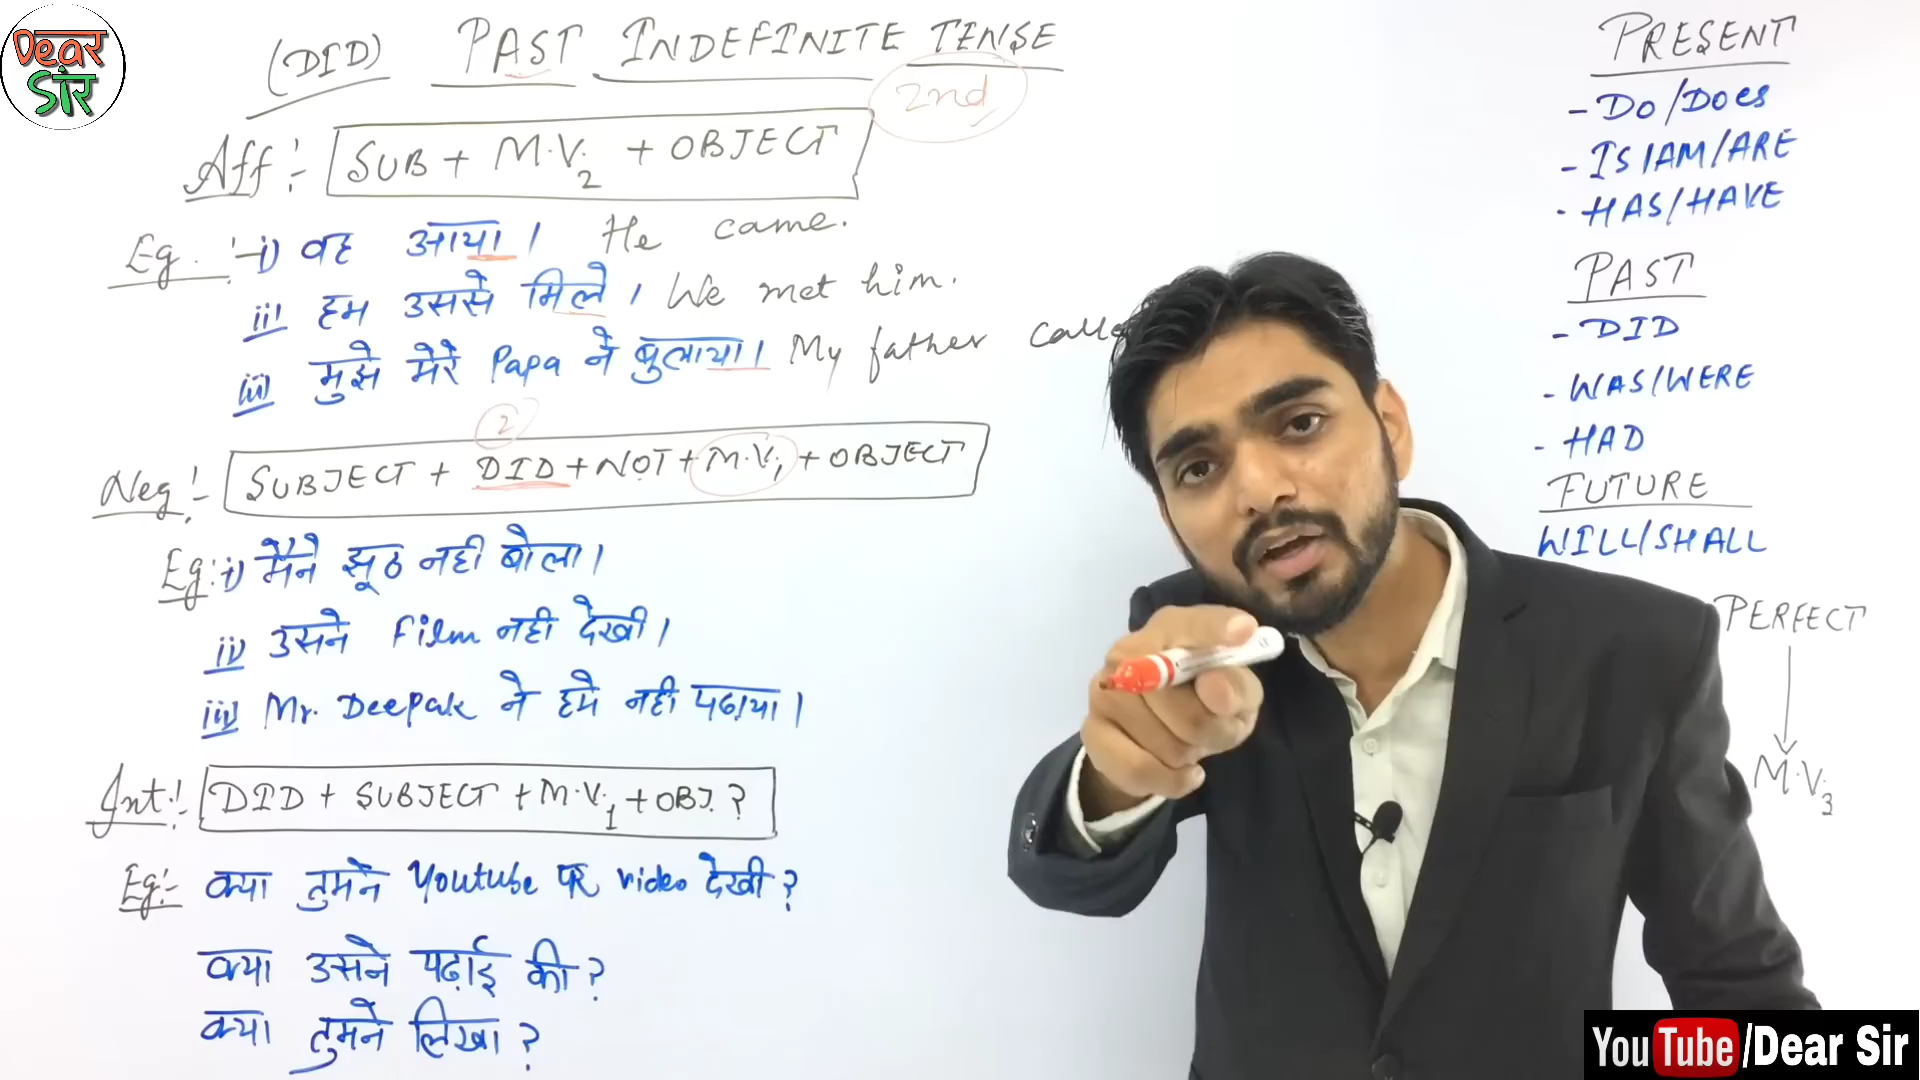 Dear सर
(DID) PAST INDEFINITE TENSE
2nd
Aff:- SUB + M.V.2 + OBJECT
Eg. :- i) वह आया। He came.
ii) हम उससे मिले। We met him.
iii) मुझे मेरे Papa ने बुलाया। My father
2
Neg:- SUBJECT + DID + NOT + M.V.1 + OBJECT
Eg: i) मैंने झूठ नही बोला।
ii) उसने Film नही देखी।
iii) Mr. Deepak ने हमे नही पढाया।
Int:- DID + SUBJECT + M.V.1 + OBJ. ?
Eg:- क्या तुमने Youtube पर video देखी?
क्या उसने पढ़ाई की?
क्या तुमने लिखा?
PRESENT
- DO/DOES
- IS/AM/ARE
- HAS/HAVE
PAST
- DID
- WAS/WERE
- HAD
FUTURE
WILL/SHALL
PERFECT
M.V.3
YouTube/Dear Sir